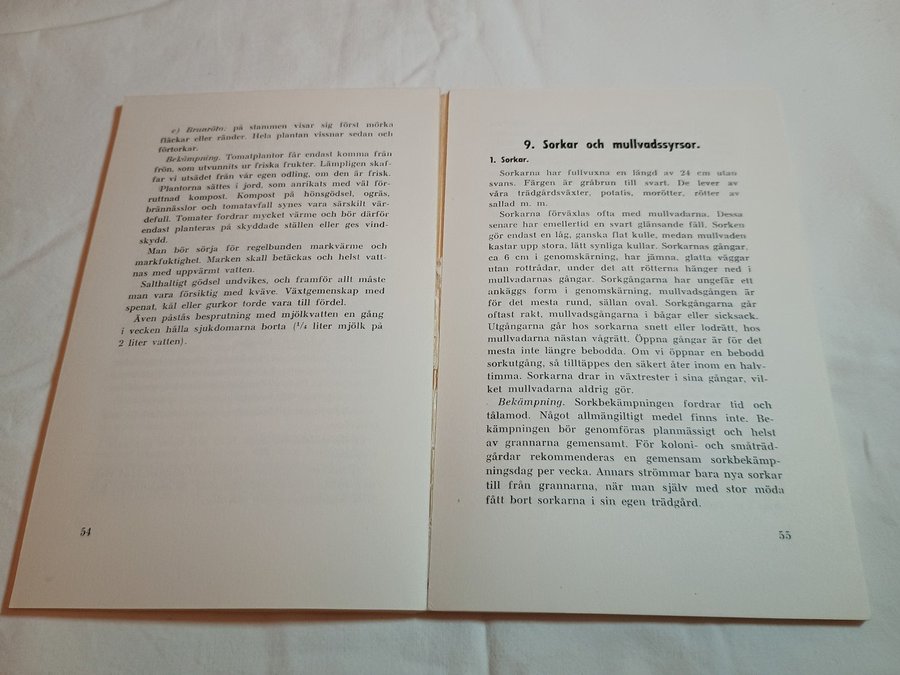 e) Brunröta: på stammen visar sig först mörka
fläckar eller ränder. Hela plantan vissnar sedan och
förtorkar.
Bekämpning. Tomatplantor får endast komma från
frön, som utvunnits ur friska frukter. Lämpligen skaf-
far vi utsädet från vår egen odling, om den är frisk.
Plantorna sättes i jord, som anrikats med väl för-
ruttnad kompost. Kompost på hönsgödsel, ogräs,
brännässlor och tomatavfall synes vara särskilt vär-
defull. Tomater fordrar mycket värme och bör därför
endast planteras på skyddade ställen eller ges vind-
skydd.
Man bör sörja för regelbunden markvärme och
markfuktighet. Marken skall betäckas och helst vatt-
nas med uppvärmt vatten.
Salthaltigt gödsel undvikes, och framför allt måste
man vara försiktig med kväve. Växtgemenskap med
spenat, kål eller gurkor torde vara till fördel.
Även påstås besprutning med mjölkvatten en gång
i vecken hålla sjukdomarna borta (¹/₄ liter mjölk på
2 liter vatten).
54
9. Sorkar och mullvadssyrsor.
1. Sorkar.
Sorkarna har fullvuxna en längd av 24 cm utan
svans. Färgen är gråbrun till svart. De lever av
våra trädgårdsväxter, potatis, morötter, rötter av
sallad m. m.
Sorkarna förväxlas ofta med mullvadarna. Dessa
senare har emellertid en svart glänsande fäll. Sorken
gör endast en låg, ganska flat kulle, medan mullvaden
kastar upp stora, lätt synliga kullar. Sorkarnas gångar,
ca 6 cm i genomskärning, har jämna, glatta väggar
utan rottrådar, under det att rötterna hänger ned i
mullvadarnas gångar. Sorkgångarna har ungefär ett
ankäggs form i genomskärning, mullvadsgången är
för det mesta rund, sällan oval. Sorkgångarna går
oftast rakt, mullvadsgångarna i bågar eller sicksack.
Utgångarna går hos sorkarna snett eller lodrätt, hos
mullvadarna nästan vågrätt. Öppna gångar är för det
mesta inte längre bebodda. Om vi öppnar en bebodd
sorkutgång, så tilltäppes den säkert åter inom en halv-
timma. Sorkarna drar in växtrester i sina gångar, vil-
ket mullvadarna aldrig gör.
Bekämpning. Sorkbekämpningen fordrar tid och
tålamod. Något allmängiltigt medel finns inte. Be-
kämpningen bör genomföras planmässigt och helst
av grannarna gemensamt. För koloni- och småträd-
gårdar rekommenderas en gemensam sorkbekämp-
ningsdag per vecka. Annars strömmar bara nya sorkar
till från grannarna, när man själv med stor möda
fått bort sorkarna i sin egen trädgård.
55